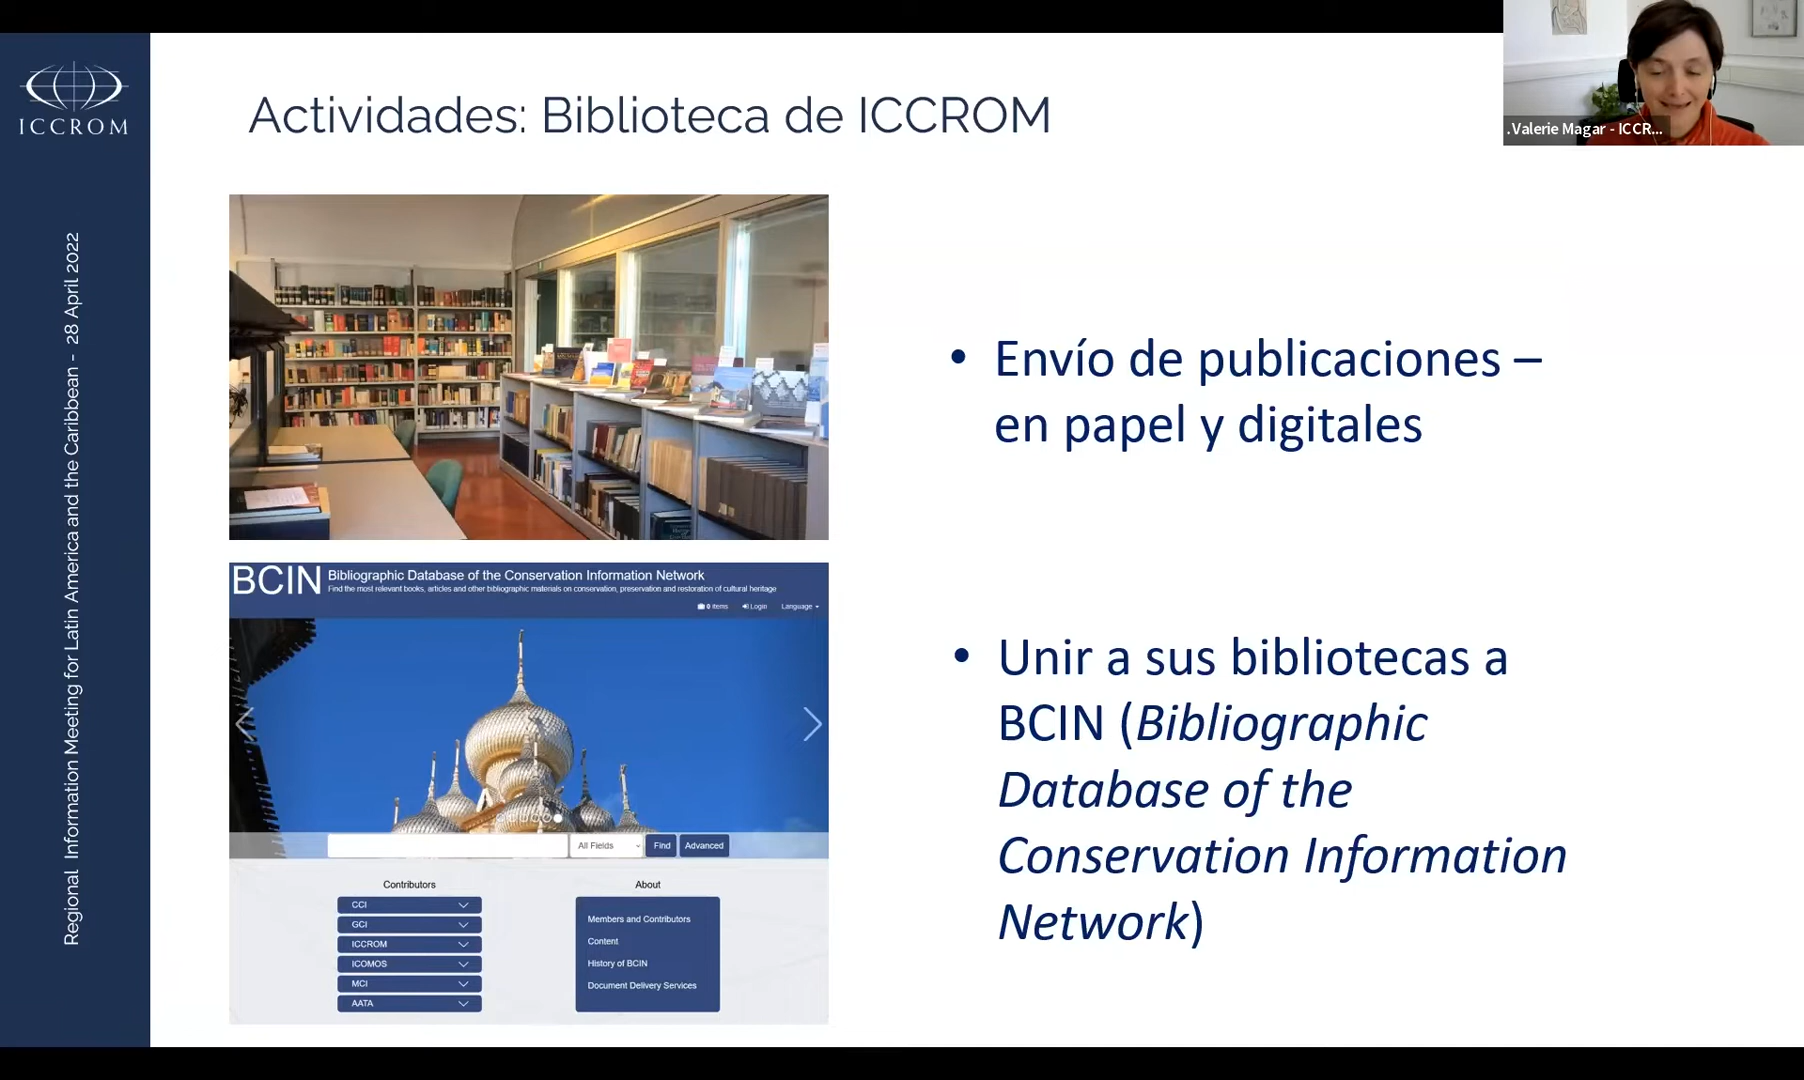 ICCROM
Regional Information Meeting for Latin America and the Caribbean - 28 April 2022
Actividades: Biblioteca de ICCROM
.Valerie Magar - ICCR...
• Envío de publicaciones –
en papel y digitales
BCIN Bibliographic Database of the Conservation Information Network
Find the most relevant books, articles and other bibliographic materials on conservation, preservation and restoration of cultural heritage
0 items Login Language
All Fields Find Advanced
Contributors
CCI
GCI
ICCROM
ICOMOS
MCI
AATA
About
Members and Contributors
Content
History of BCIN
Document Delivery Services
• Unir a sus bibliotecas a
BCIN (Bibliographic
Database of the
Conservation Information
Network)